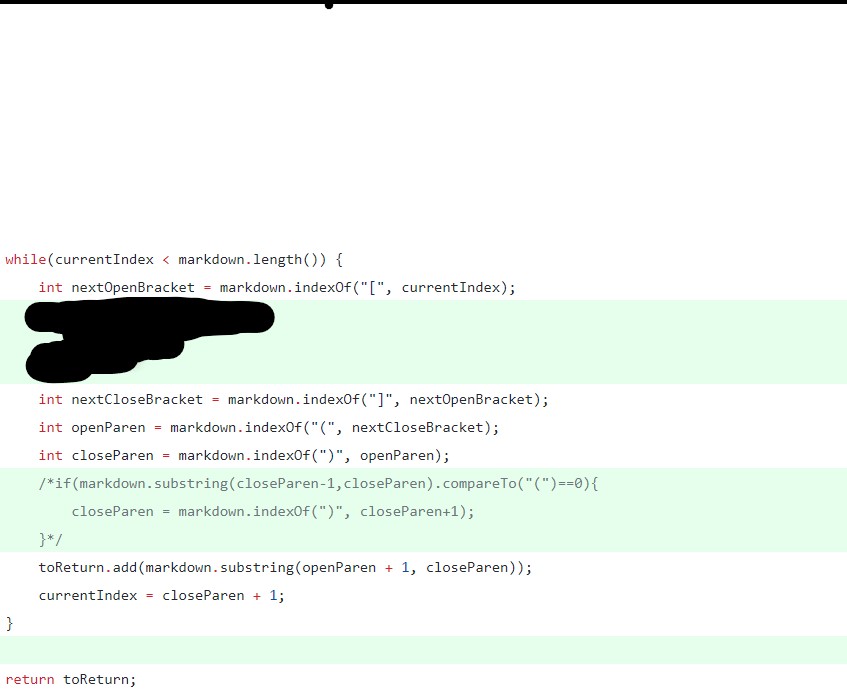 while(currentIndex < markdown.length()) {
int nextOpenBracket = markdown.indexOf("[", currentIndex);
int nextCloseBracket = markdown.indexOf("]", nextOpenBracket);
int openParen = markdown.indexOf("(", nextCloseBracket);
int closeParen = markdown.indexOf(")", openParen);
/*if(markdown.substring(closeParen-1,closeParen).compareTo("(")==0){
closeParen = markdown.indexOf(")", closeParen+1);
}*/
toReturn.add(markdown.substring(openParen + 1, closeParen));
currentIndex = closeParen + 1;
}
return toReturn;